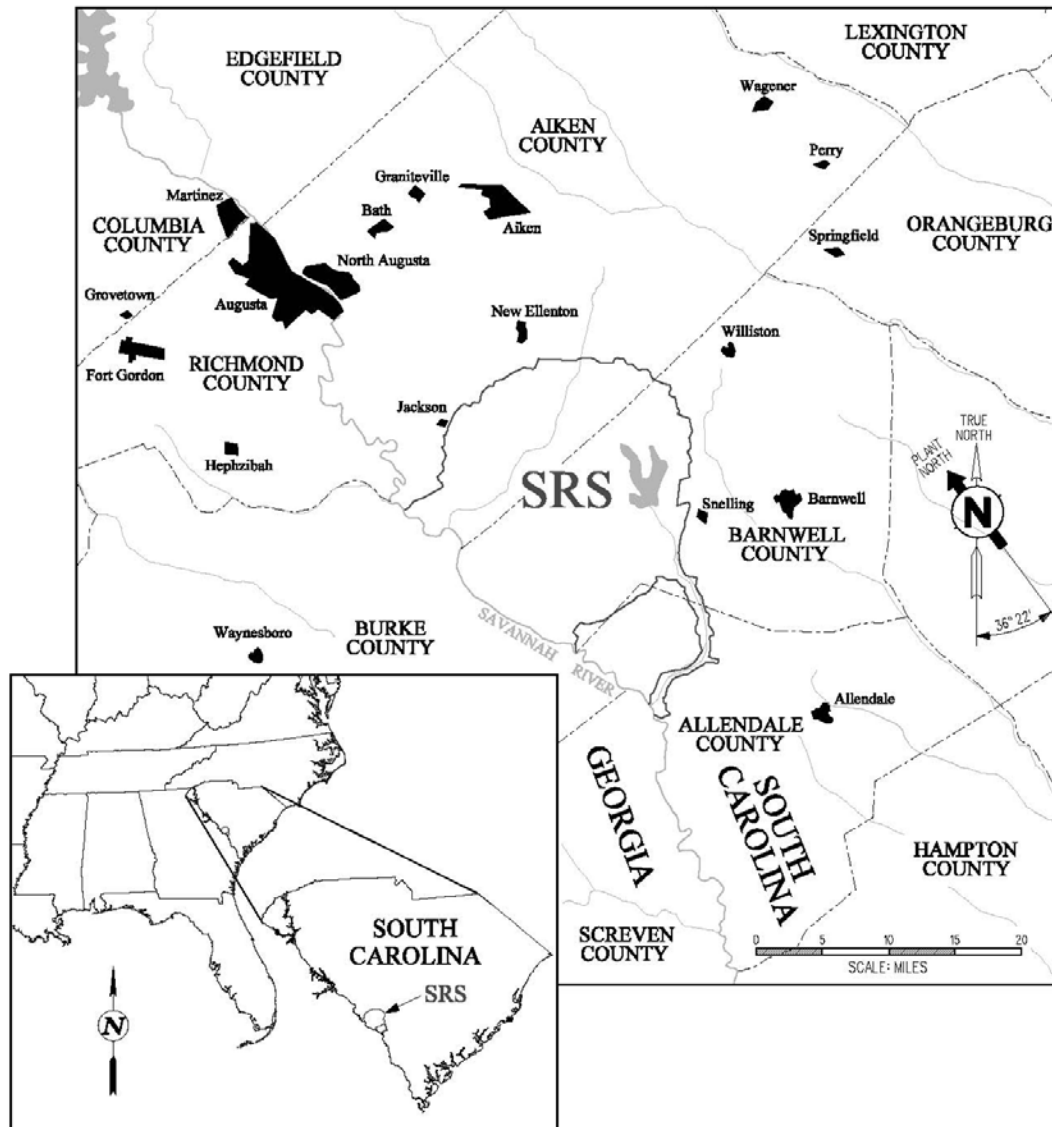 EDGEFIELD
COUNTY
LEXINGTON
COUNTY
Wagener
AIKEN
COUNTY
Perry
Graniteville
Martinez
Bath
Aiken
COLUMBIA
COUNTY
ORANGEBURG
COUNTY
Springfield
North Augusta
Grovetown
Augusta
New Ellenton
Williston
RICHMOND
COUNTY
Fort Gordon
Jackson
TRUE
NORTH
PLANT
NORTH
Hephzibah
SRS
N
Snelling
Barnwell
BARNWELL
COUNTY
36° 22'
SAVANNAH RIVER
BURKE
COUNTY
Waynesboro
Allendale
ALLENDALE
COUNTY
GEORGIA
SOUTH
CAROLINA
HAMPTON
COUNTY
SCREVEN
COUNTY
0 5 10 15 20
SCALE: MILES
SOUTH
CAROLINA
SRS
N